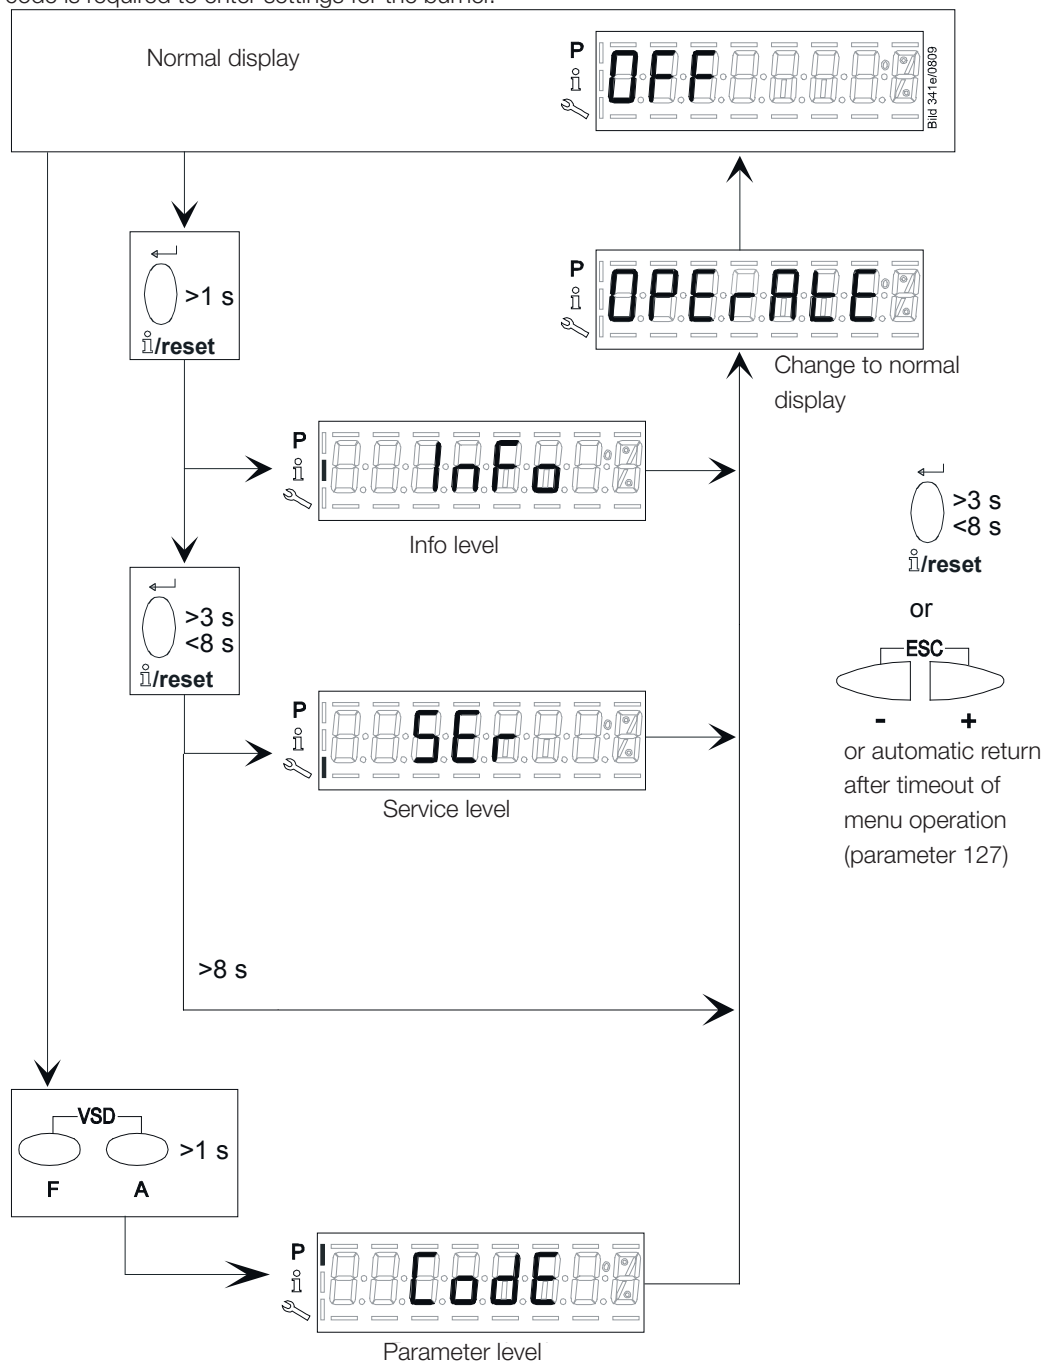 code is required to enter settings for the burner.
Normal display
P
i
OFF
Bild 341e/0809
>1 s
i/reset
P
i
OPErAtE
Change to normal
display
P
i
InFo
Info level
>3 s
<8 s
i/reset
>3 s
<8 s
i/reset
or
ESC
- +
or automatic return
after timeout of
menu operation
(parameter 127)
P
i
SEr
Service level
>8 s
VSD
>1 s
F A
P
i
CodE
Parameter level